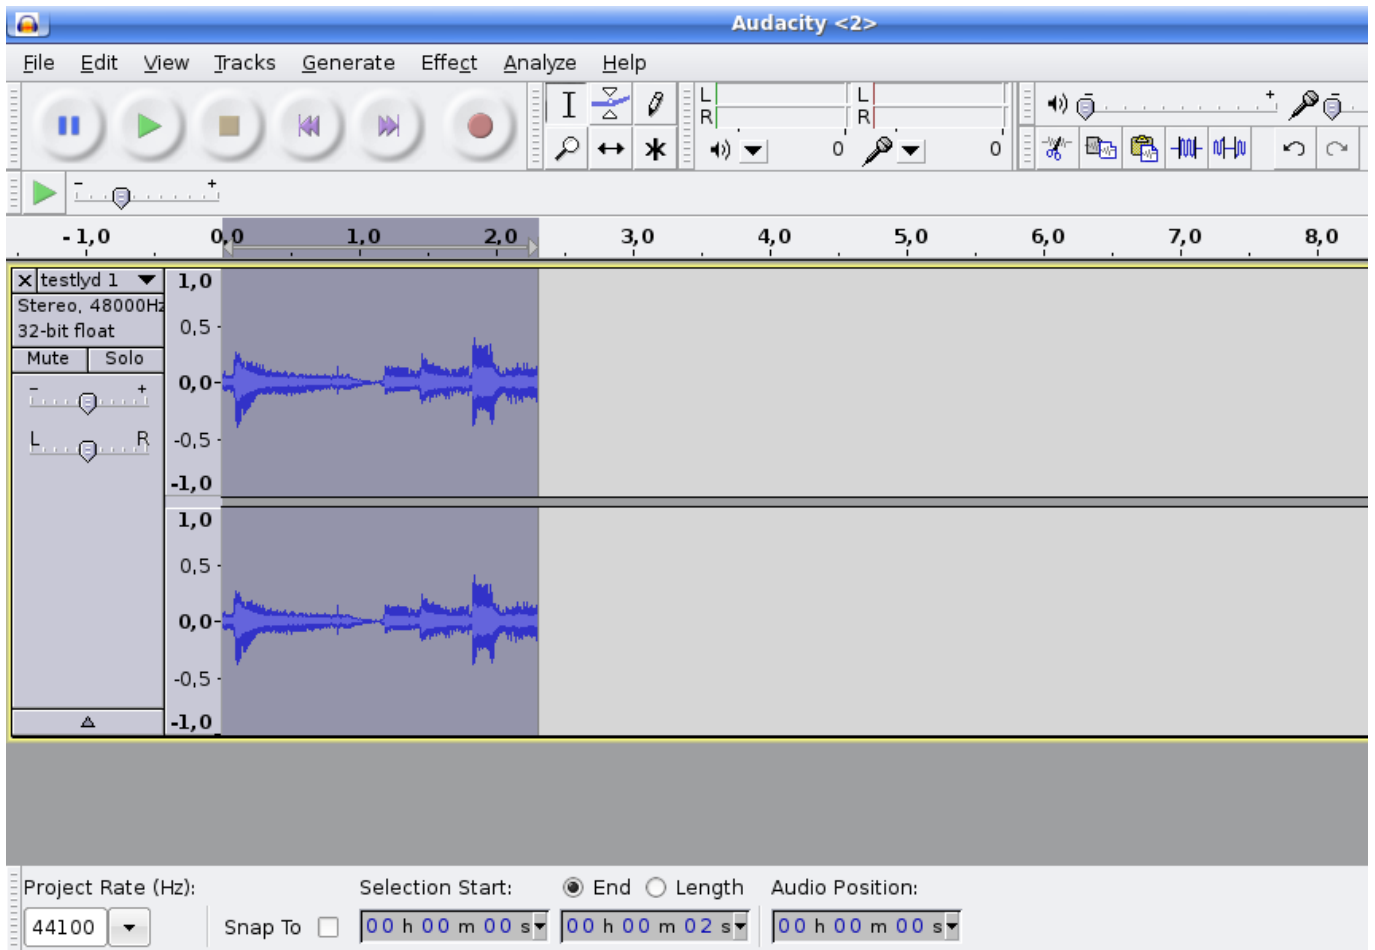 Audacity <2>
File Edit View Tracks Generate Effect Analyze Help
L L
R R
- +
0 0
- +
-1,0 0,0 1,0 2,0 3,0 4,0 5,0 6,0 7,0 8,0
X testlyd 1 1,0
Stereo, 48000Hz
32-bit float 0,5
Mute Solo
- + 0,0
L R -0,5
-1,0
1,0
0,5
0,0
-0,5
-1,0
Project Rate (Hz): Selection Start: End Length Audio Position:
44100 Snap To 00 h 00 m 00 s 00 h 00 m 02 s 00 h 00 m 00 s